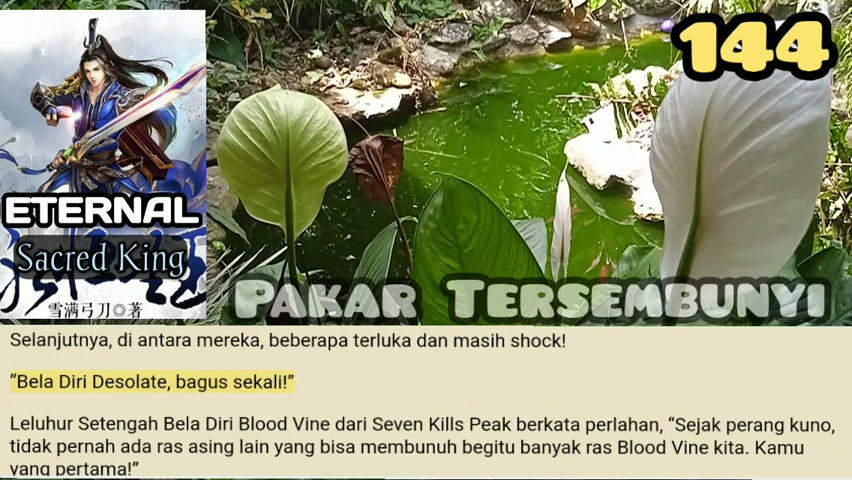 144
ETERNAL
Sacred King
雪满弓刀◎著
PAKAR TERSEMBUNYI
Selanjutnya, di antara mereka, beberapa terluka dan masih shock!
“Bela Diri Desolate, bagus sekali!”
Leluhur Setengah Bela Diri Blood Vine dari Seven Kills Peak berkata perlahan, “Sejak perang kuno,
tidak pernah ada ras asing lain yang bisa membunuh begitu banyak ras Blood Vine kita. Kamu
yang pertama!”